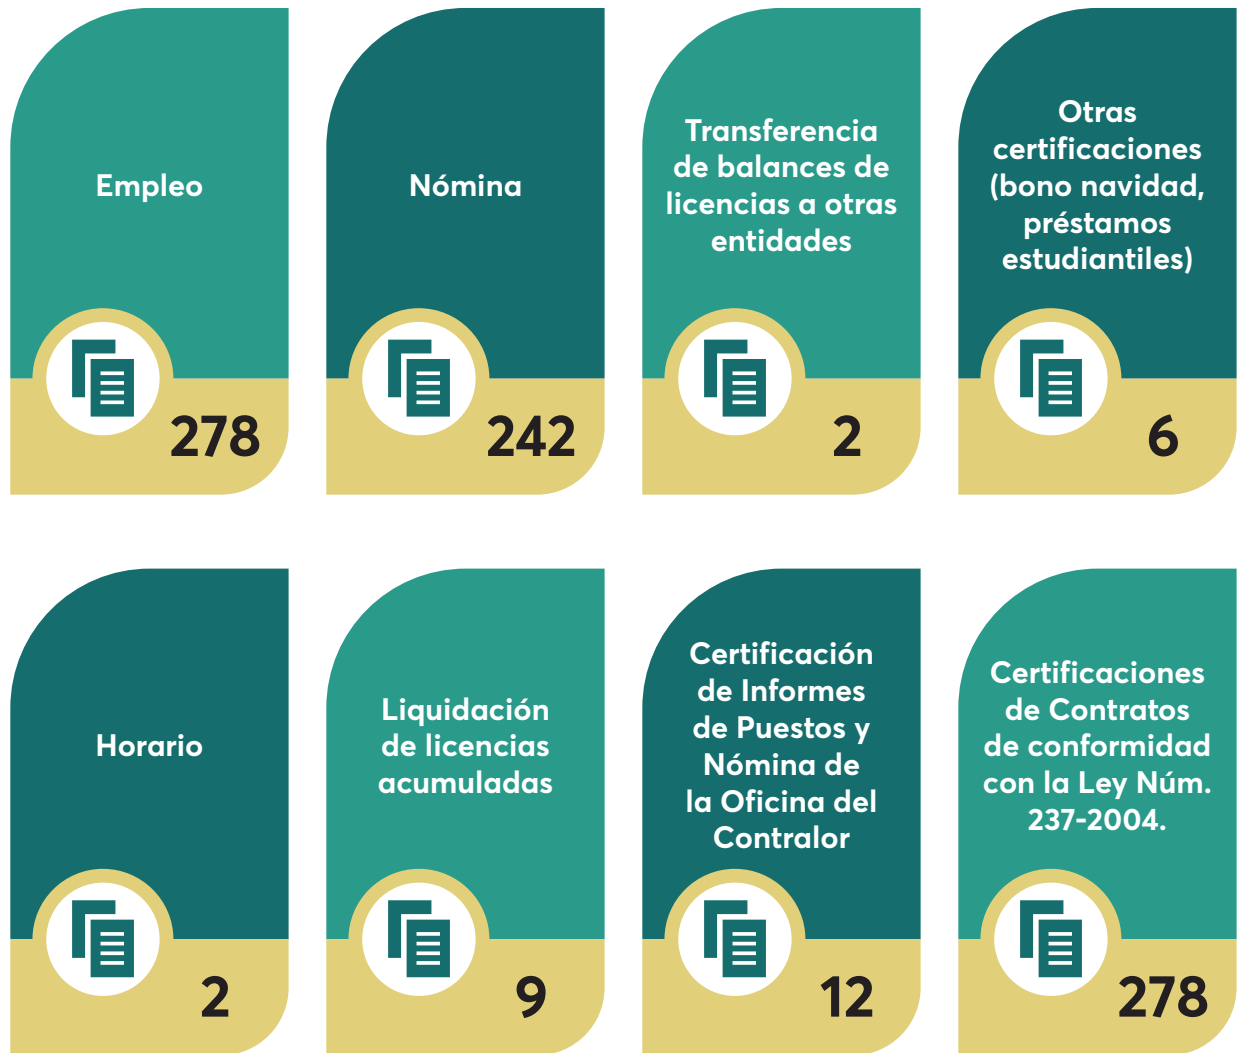 Empleo
278
Nómina
242
Transferencia
de balances de
licencias a otras
entidades
2
Otras
certificaciones
(bono navidad,
préstamos
estudiantiles)
6
Horario
2
Liquidación
de licencias
acumuladas
9
Certificación
de Informes
de Puestos y
Nómina de
la Oficina del
Contralor
12
Certificaciones
de Contratos
de conformidad
con la Ley Núm.
237-2004.
278